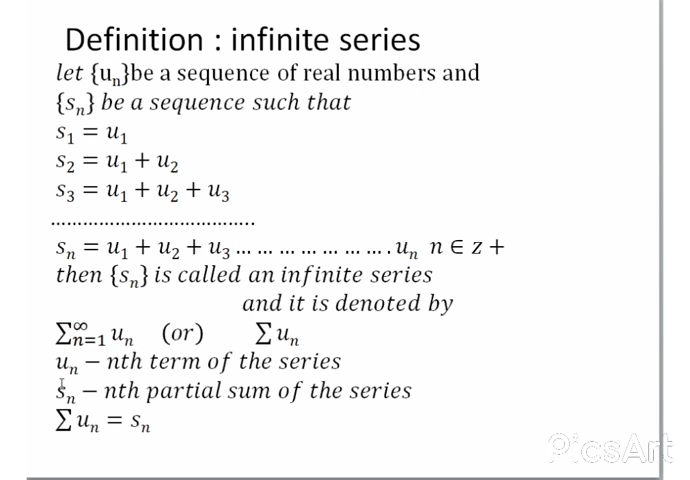 Definition : infinite series
let {uₙ}be a sequence of real numbers and
{sₙ} be a sequence such that
s₁ = u₁
s₂ = u₁ + u₂
s₃ = u₁ + u₂ + u₃
........................................
sₙ = u₁ + u₂ + u₃ … … … … … … … . uₙ n ∈ z +
then {sₙ} is called an infinite series
and it is denoted by
∑ₙ₌₁^∞ uₙ (or) ∑ uₙ
uₙ − nth term of the series
sₙ − nth partial sum of the series
∑ uₙ = sₙ
PicsArt